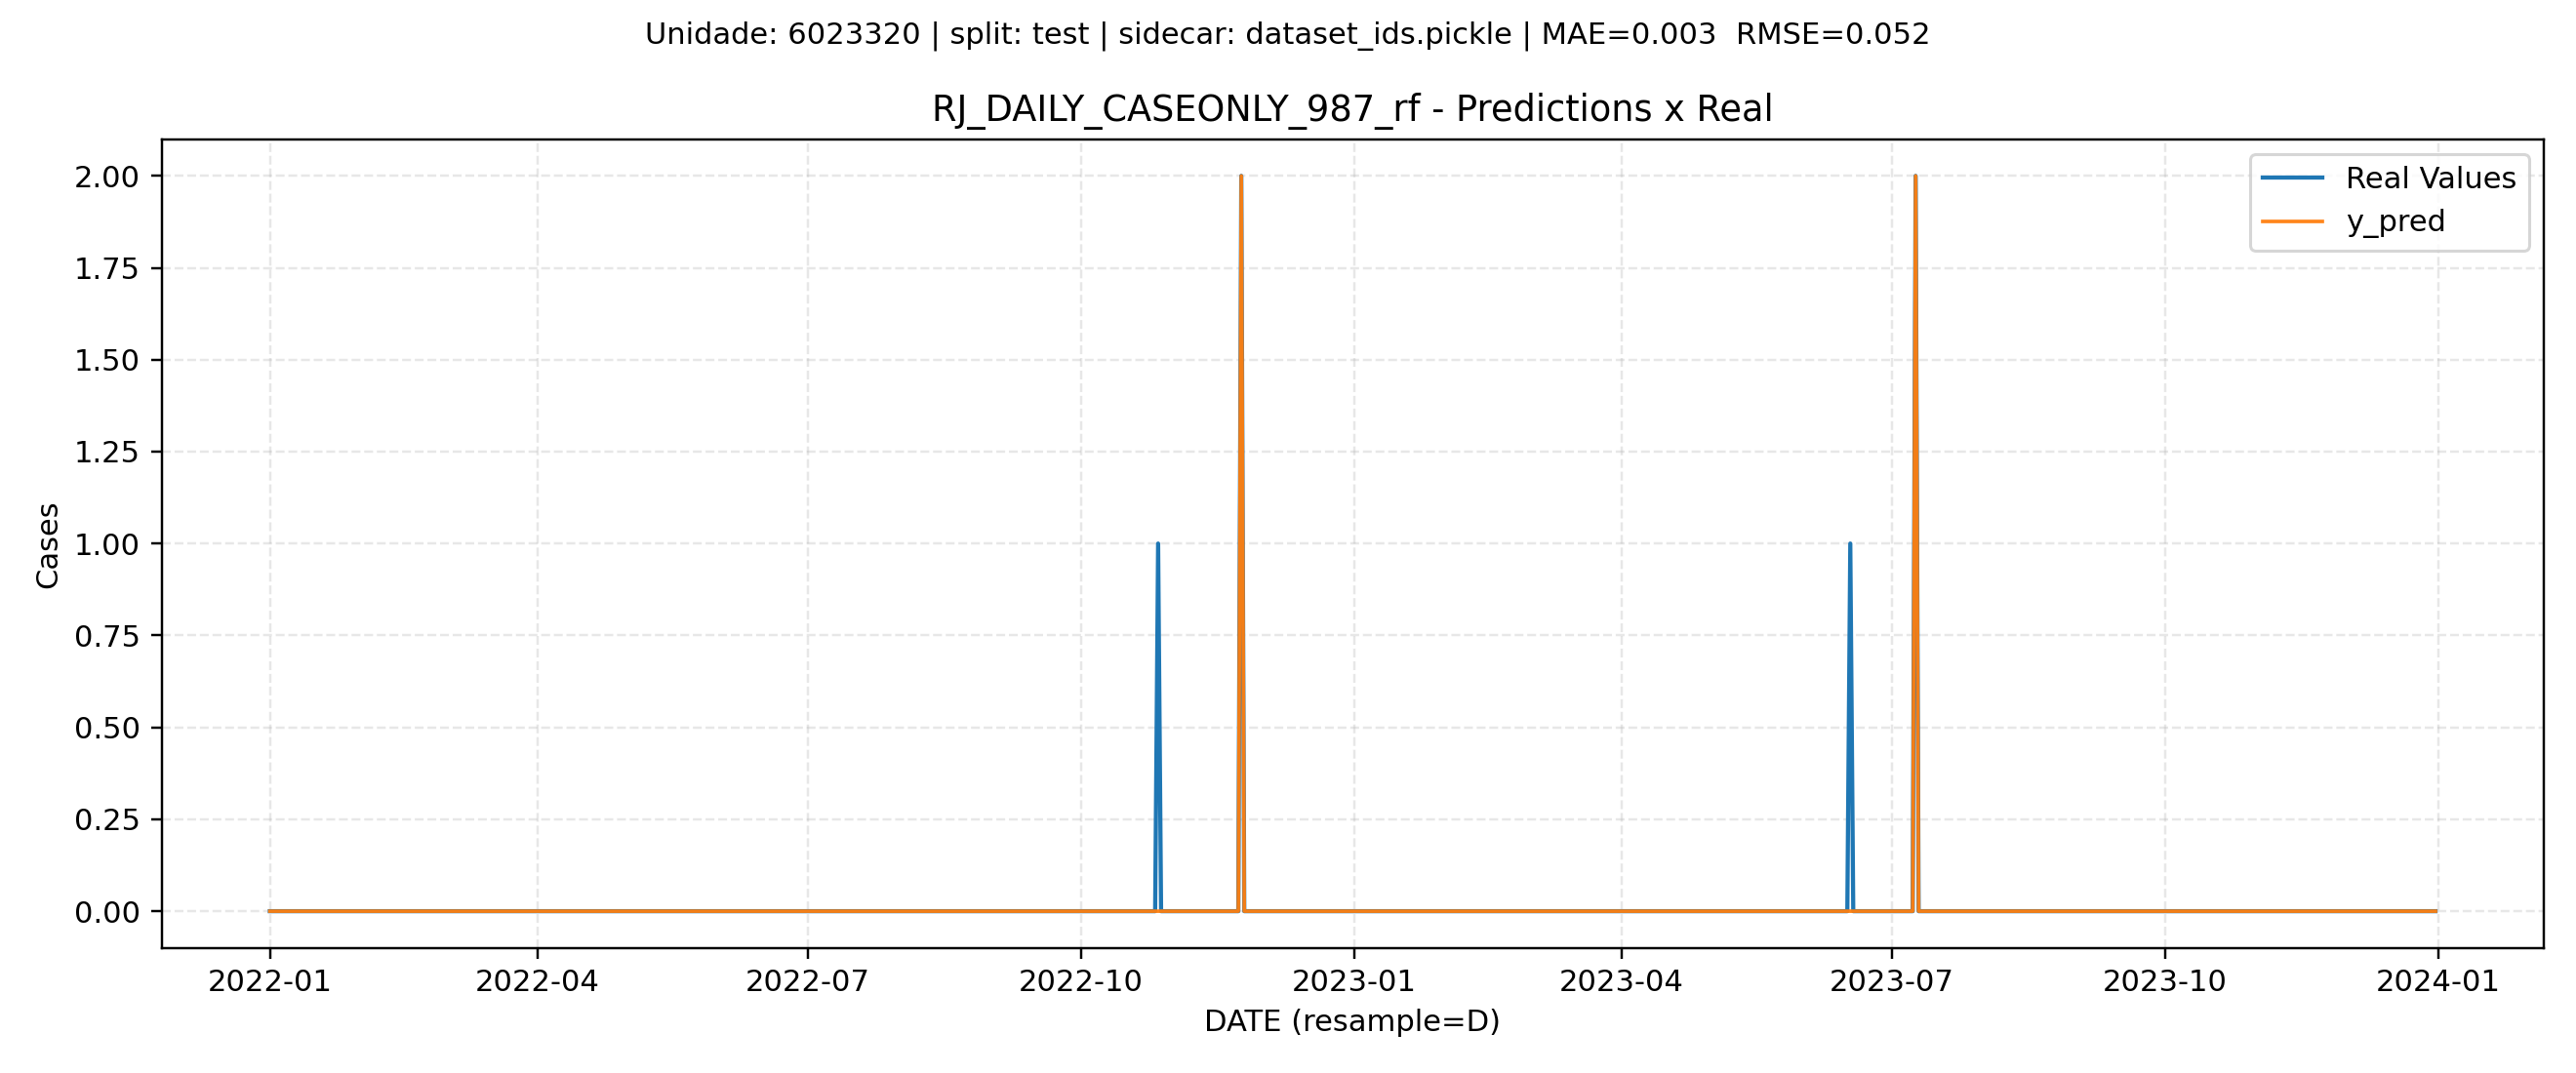 Unidade: 6023320 | split: test | sidecar: dataset_ids.pickle | MAE=0.003  RMSE=0.052
RJ_DAILY_CASEONLY_987_rf - Predictions x Real
Real Values
y_pred
Cases
2.00
1.75
1.50
1.25
1.00
0.75
0.50
0.25
0.00
2022-01 2022-04 2022-07 2022-10 2023-01 2023-04 2023-07 2023-10 2024-01
DATE (resample=D)